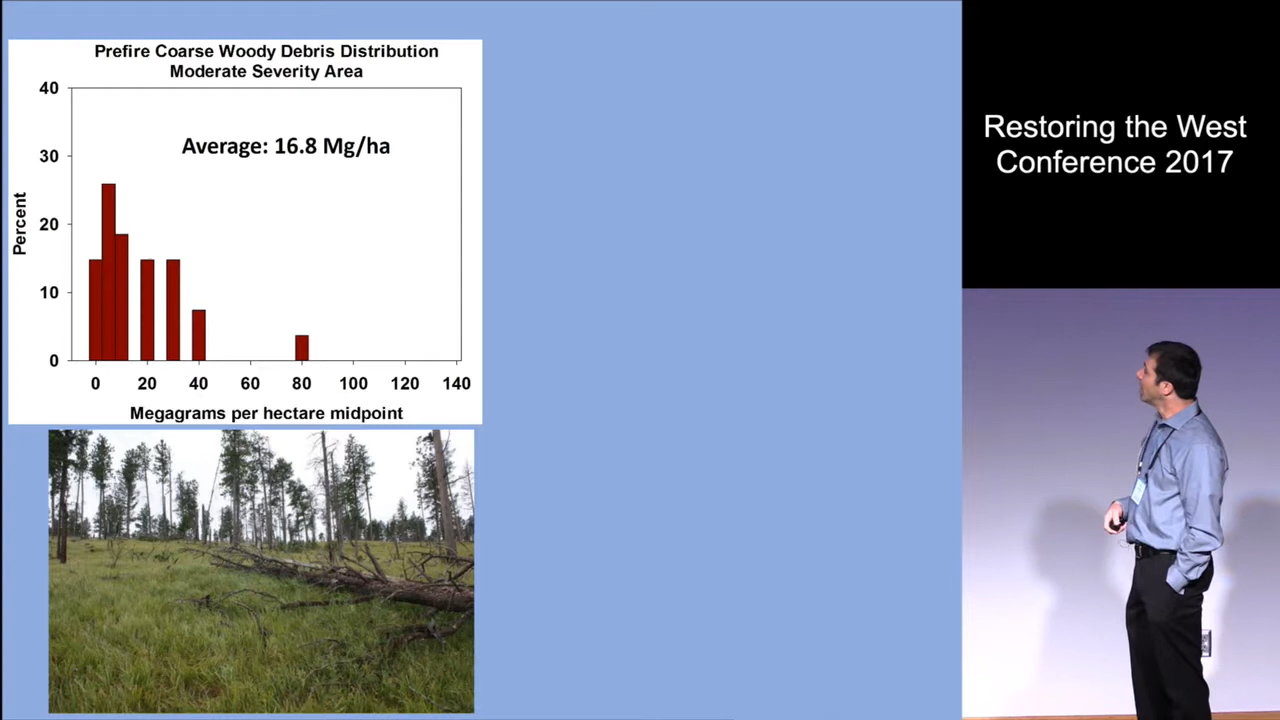 Prefire Coarse Woody Debris Distribution
Moderate Severity Area
40
30
20
10
0
Average: 16.8 Mg/ha
Percent
0 20 40 60 80 100 120 140
Megagrams per hectare midpoint
Restoring the West
Conference 2017